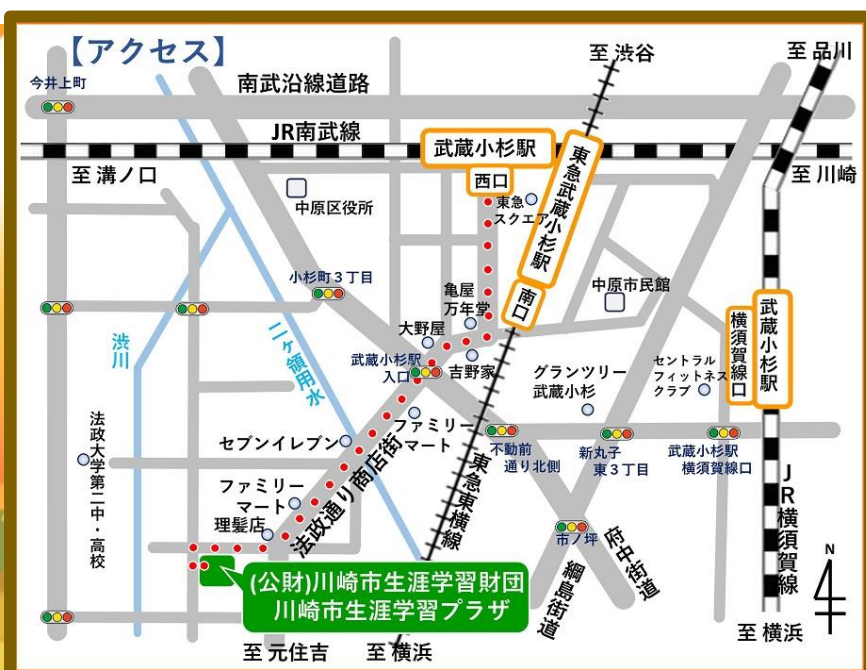 【アクセス】
至 渋谷
至 品川
今井上町
南武沿線道路
JR南武線
武蔵小杉駅
西口
至 溝ノ口
至 川崎
東急武蔵小杉駅
南口
東急
スクエア
中原区役所
小杉町3丁目
中原市民館
亀屋
万年堂
大野屋
吉野家
武蔵小杉駅
入口
渋川
二ヶ領用水
グランツリー
武蔵小杉
セントラル
フィットネス
クラブ
横須賀線口
武蔵小杉駅
ファミリー
マート
セブンイレブン
法政通り商店街
法政大学第二中・高校
不動前
通り北側
新丸子
東3丁目
武蔵小杉駅
横須賀線口
東急東横線
JR横須賀線
ファミリー
マート
理髪店
市ノ坪
府中街道
綱島街道
(公財)川崎市生涯学習財団
川崎市生涯学習プラザ
N
至 元住吉
至 横浜
至 横浜